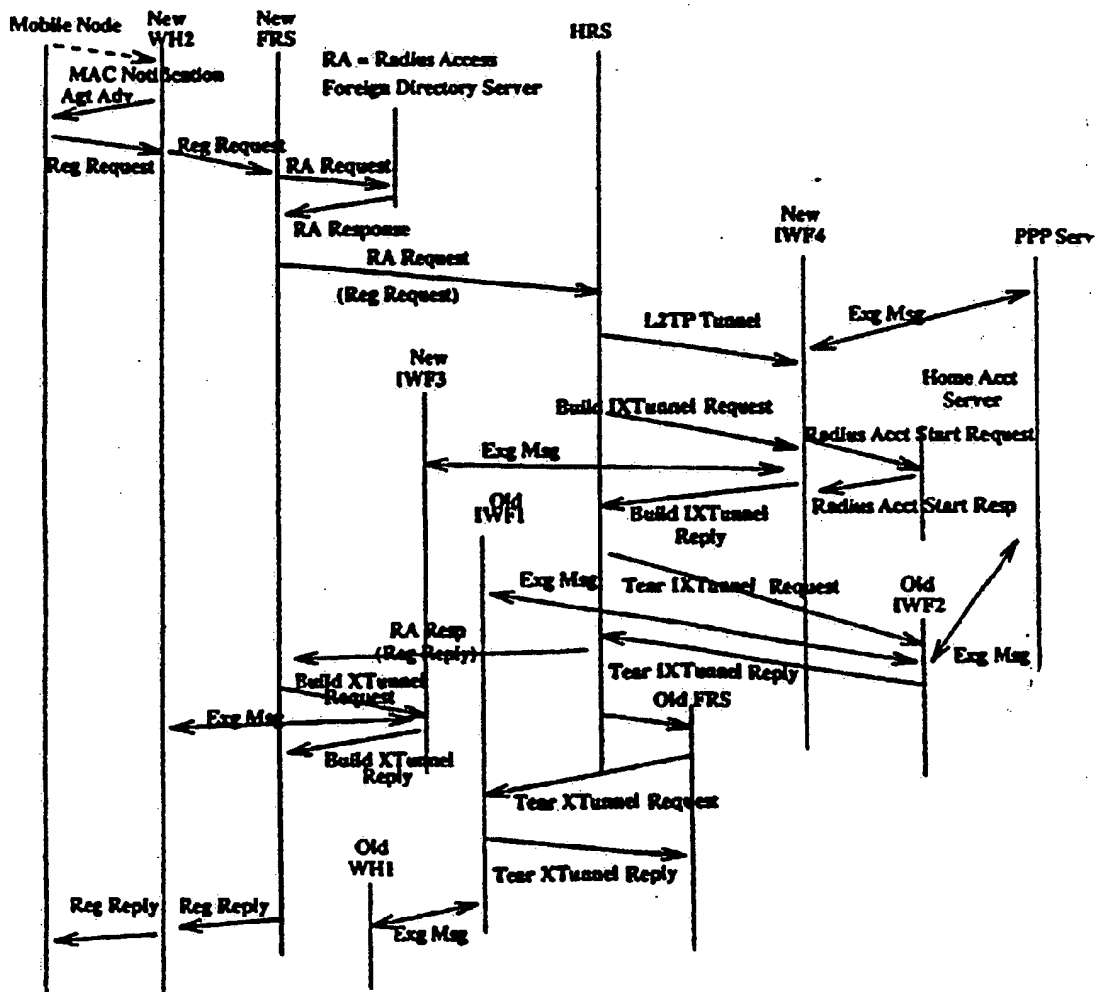 Mobile Node
New
WH2
New
FRS
HRS
RA = Radius Access
Foreign Directory Server
MAC Notification
Agt Adv
Reg Request
Reg Request
RA Request
RA Response
RA Request
(Reg Request)
New
IWF4
PPP Serv
L2TP Tunnel
Exg Msg
New
IWF3
Home Acct
Server
Build IXTunnel Request
Radius Acct Start Request
Exg Msg
Radius Acct Start Resp
Build IXTunnel
Reply
Old
IWF1
Exg Msg
Tear IXTunnel Request
Old
IWF2
RA Resp
(Reg Reply)
Exg Msg
Tear IXTunnel Reply
Build XTunnel
Request
Old FRS
Exg Msg
Build XTunnel
Reply
Tear XTunnel Request
Old
WH1
Tear XTunnel Reply
Reg Reply
Reg Reply
Exg Msg